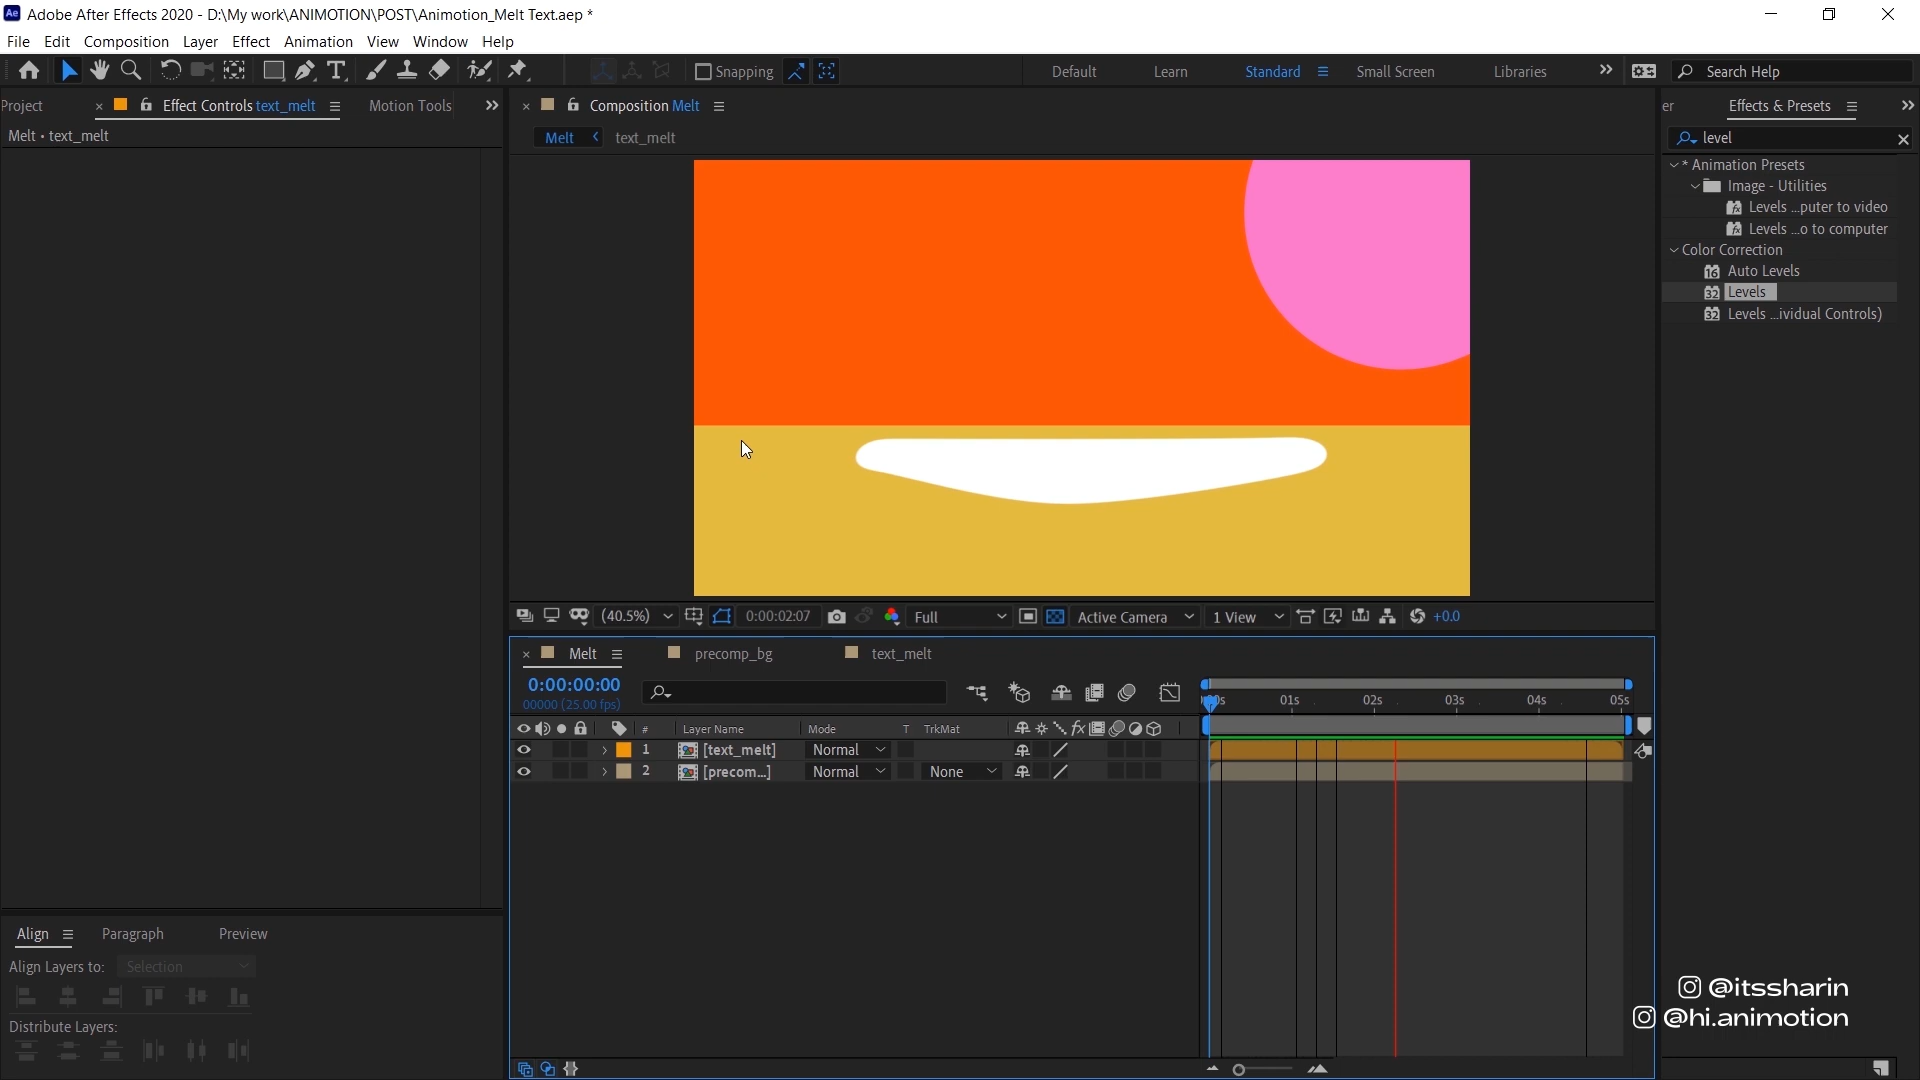 Adobe After Effects 2020 - D:\My work\ANIMOTION\POST\Animotion_Melt Text.aep *
File Edit Composition Layer Effect Animation View Window Help
Snapping Default Learn Standard Small Screen Libraries Search Help
Project Effect Controls text_melt Motion Tools
Composition Melt
er Effects & Presets
Melt • text_melt
Melt text_melt
level
* Animation Presets
Image - Utilities
Levels ...puter to video
Levels ...o to computer
Color Correction
Auto Levels
Levels
Levels ...ividual Controls)
(40.5%) 0:00:02:07 Full Active Camera 1 View +0.0
Melt precomp_bg text_melt
0:00:00:00
00000 (25.00 fps)
01s 02s 03s 04s 05s
# Layer Name Mode T TrkMat
1 [text_melt] Normal
2 [precom...] Normal None
Align Paragraph Preview
Align Layers to: Selection
Distribute Layers:
@itssharin
@hi.animotion